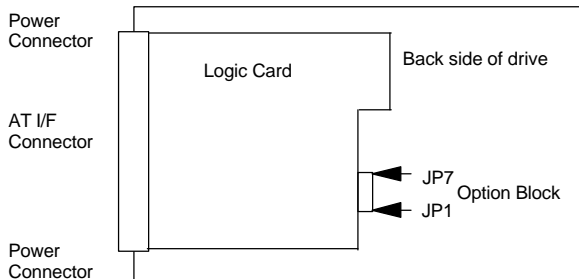 Power
Connector
Logic Card
Back side of drive
AT I/F
Connector
JP7
Option Block
JP1
Power
Connector